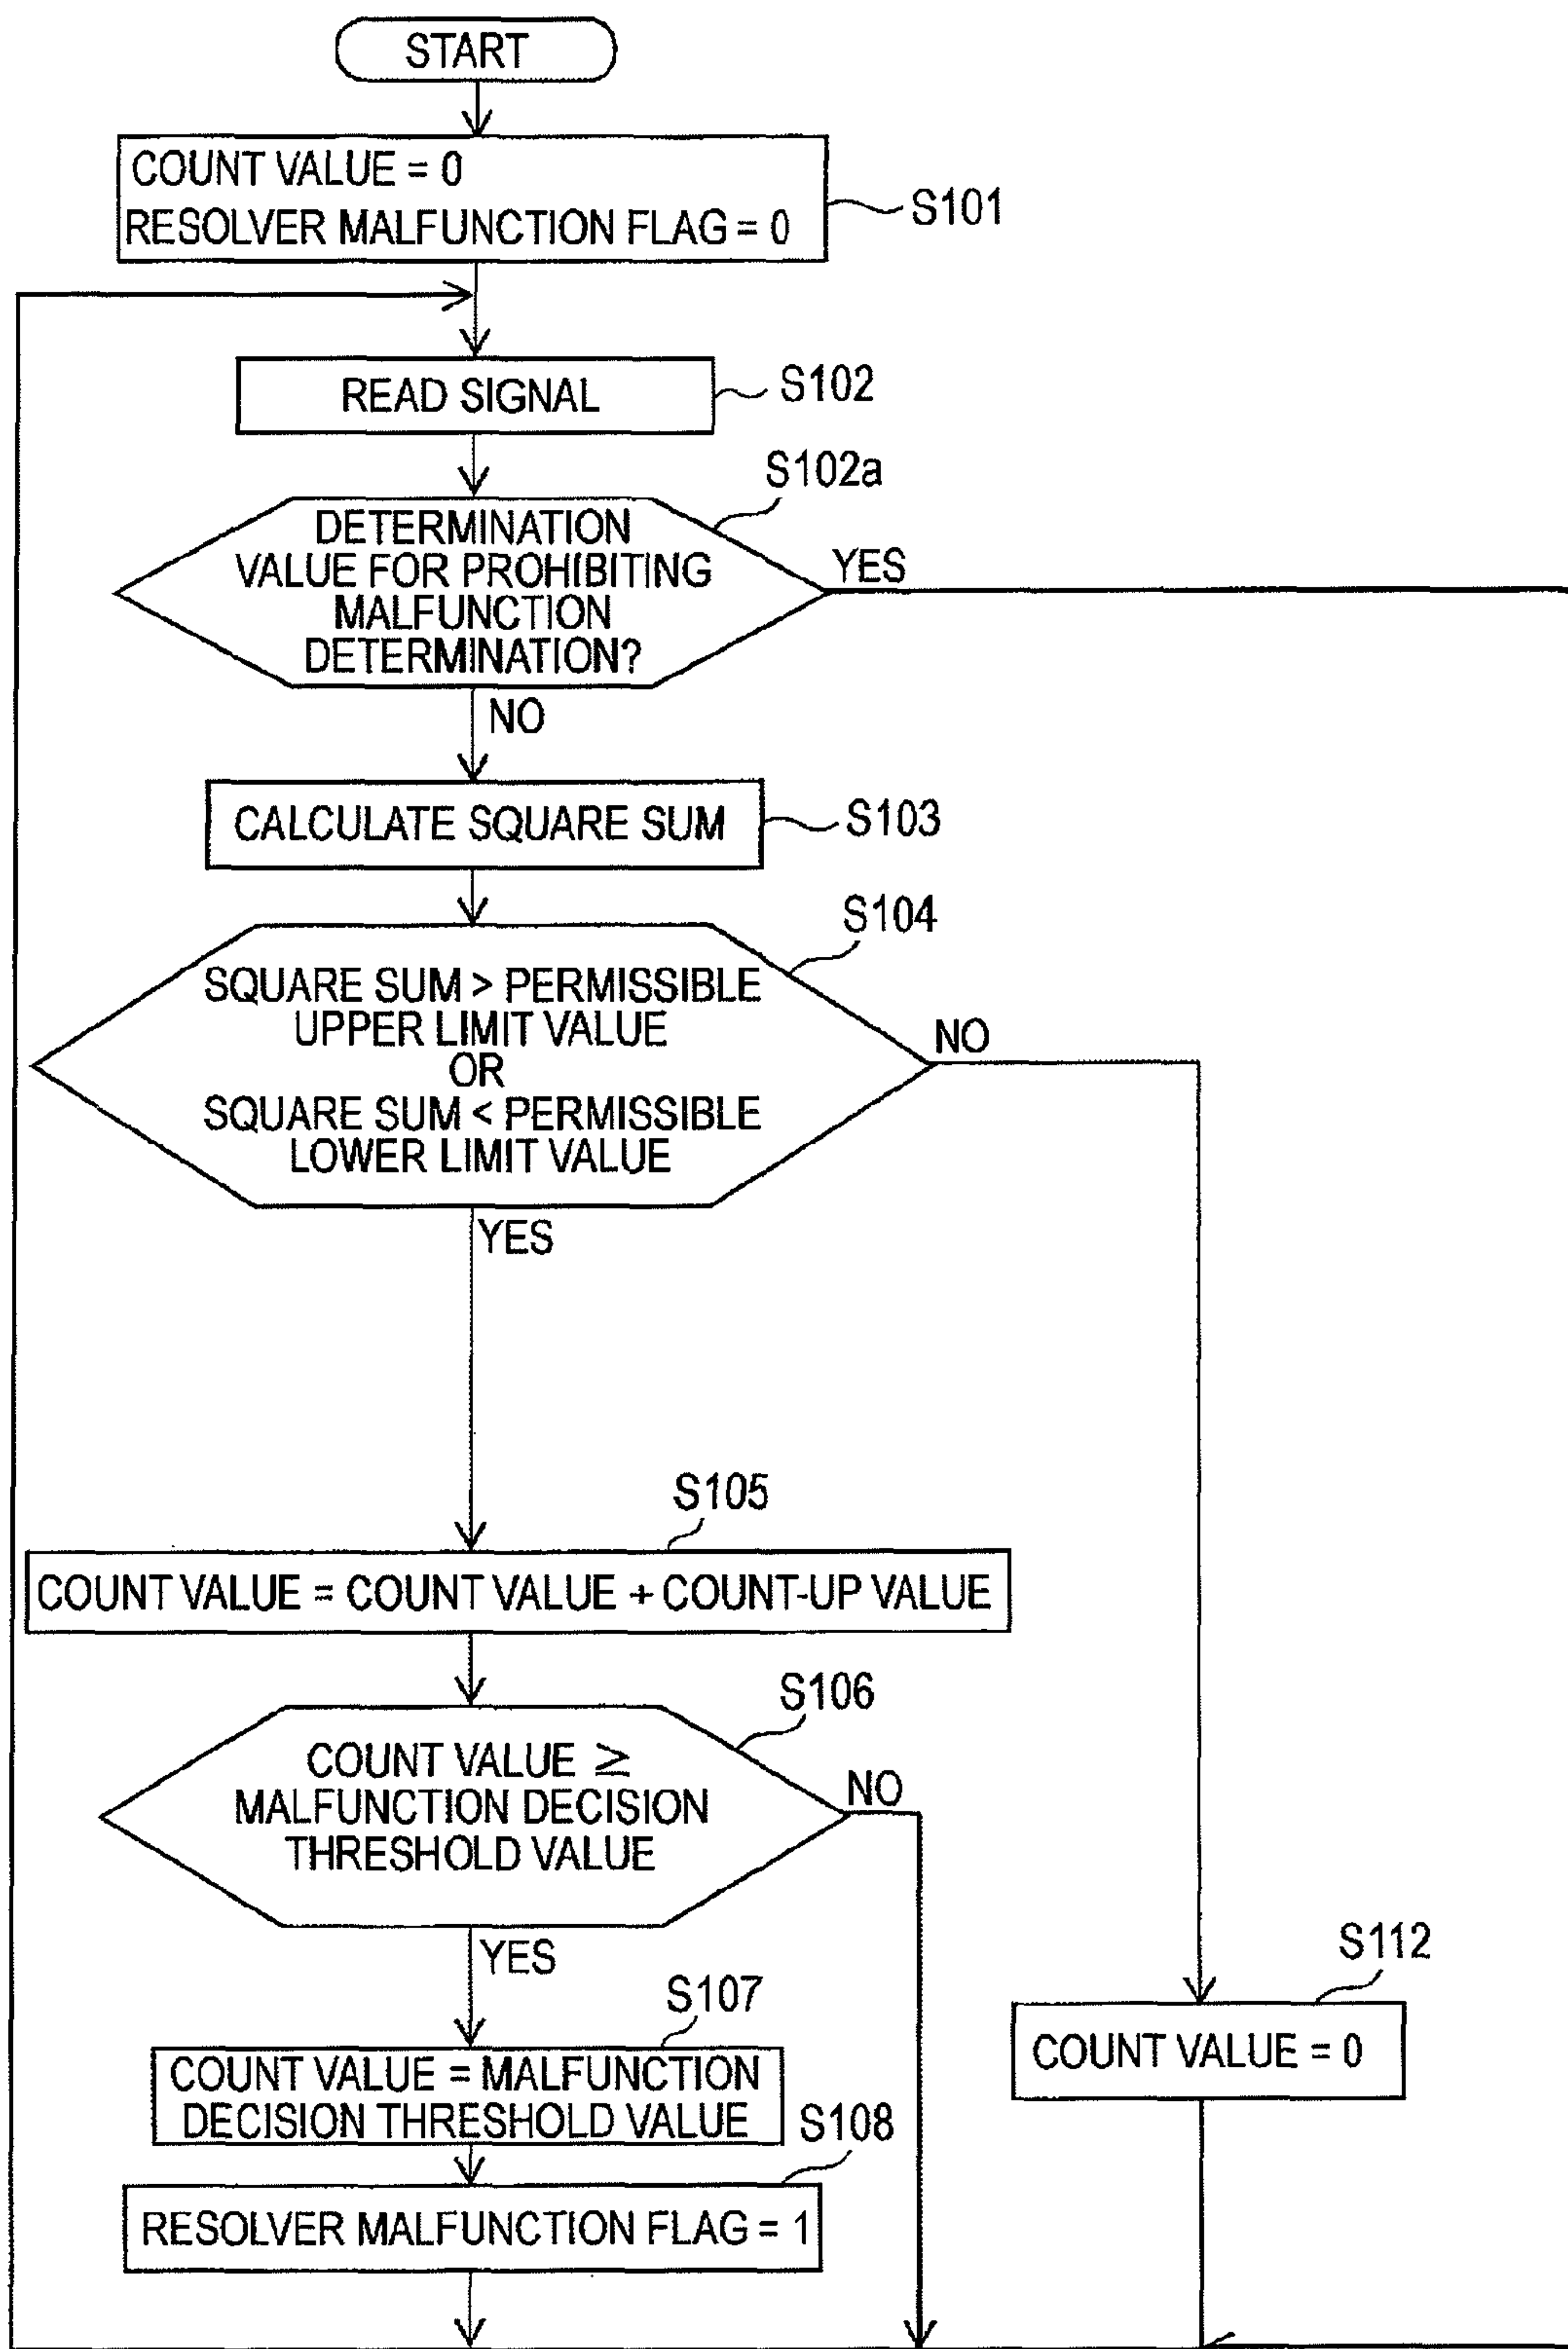 START
COUNT VALUE = 0
RESOLVER MALFUNCTION FLAG = 0
S101
READ SIGNAL
S102
S102a
DETERMINATION
VALUE FOR PROHIBITING
MALFUNCTION
DETERMINATION?
YES
NO
CALCULATE SQUARE SUM
S103
S104
SQUARE SUM > PERMISSIBLE
UPPER LIMIT VALUE
OR
SQUARE SUM < PERMISSIBLE
LOWER LIMIT VALUE
NO
YES
S105
COUNT VALUE = COUNT VALUE + COUNT-UP VALUE
S106
COUNT VALUE ≧
MALFUNCTION DECISION
THRESHOLD VALUE
NO
YES
S107
COUNT VALUE = MALFUNCTION
DECISION THRESHOLD VALUE
S108
RESOLVER MALFUNCTION FLAG = 1
S112
COUNT VALUE = 0